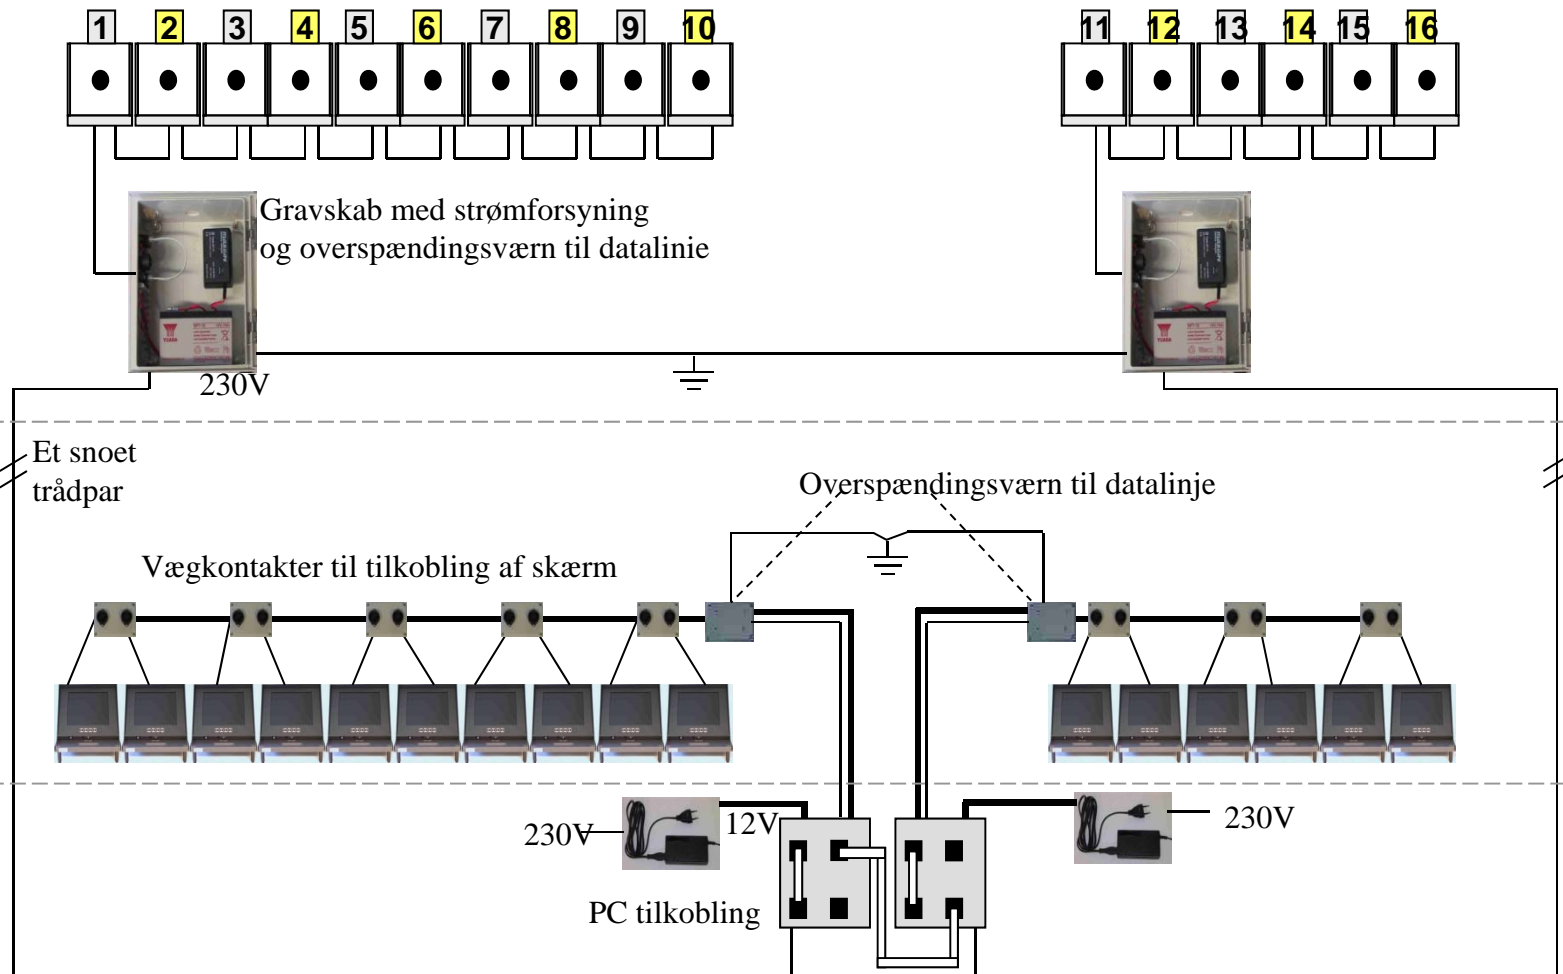 1 2 3 4 5 6 7 8 9 10 11 12 13 14 15 16
Gravskab med strømforsyning
og overspændingsværn til datalinie
230V
Et snoet
trådpar
Overspændingsværn til datalinje
Vægkontakter til tilkobling af skærm
230V
12V
230V
PC tilkobling